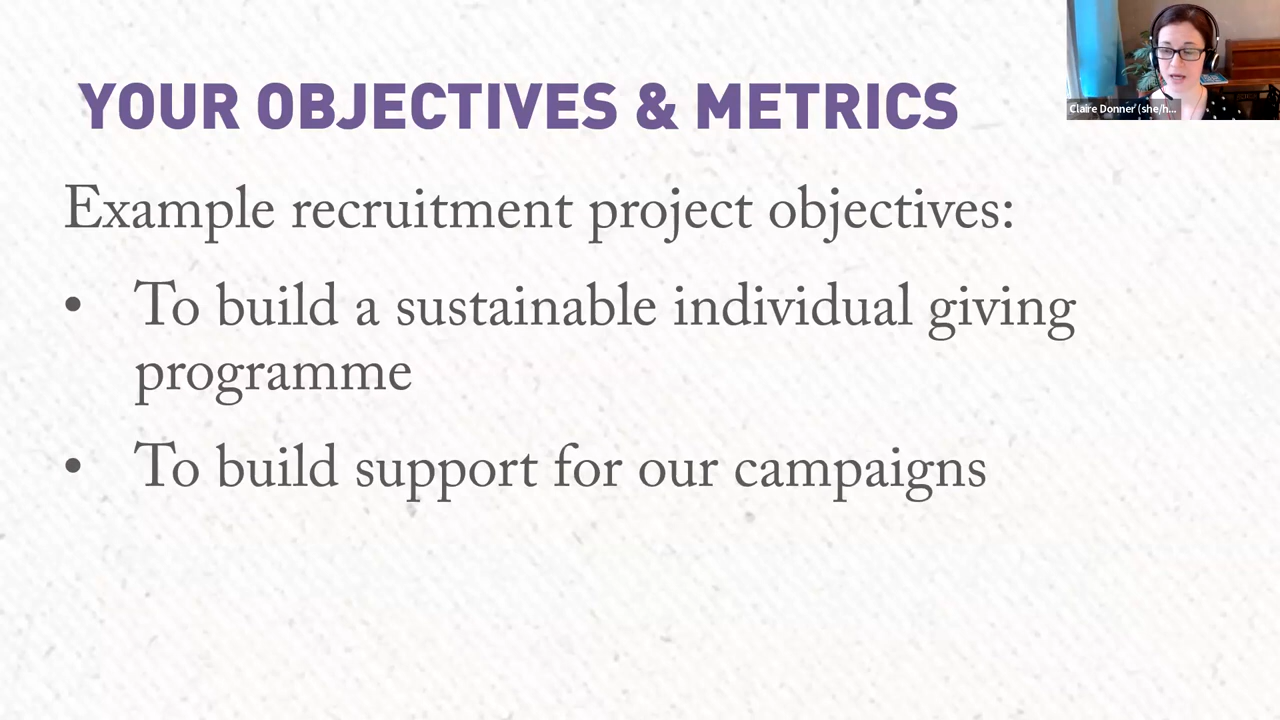 YOUR OBJECTIVES & METRICS
Claire Donner (she/h...
Example recruitment project objectives:
• To build a sustainable individual giving
programme
• To build support for our campaigns